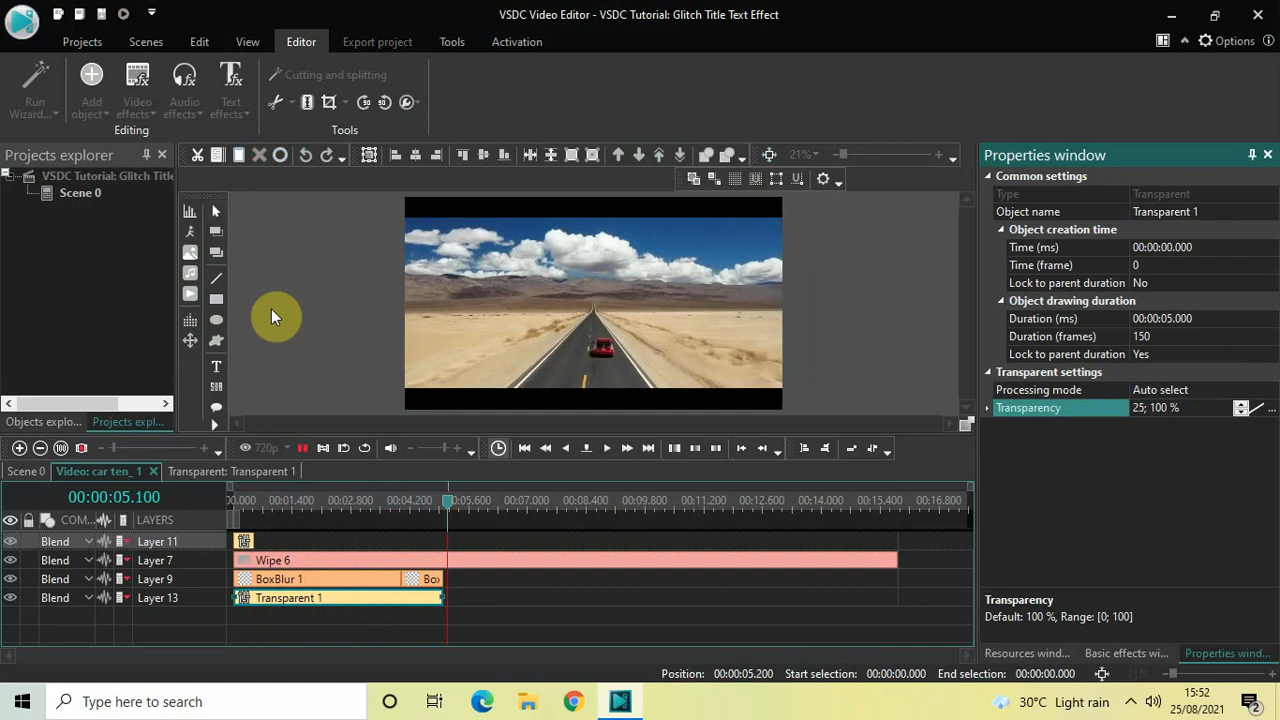 VSDC Video Editor - VSDC Tutorial: Glitch Title Text Effect
Projects Scenes Edit View Editor Export project Tools Activation Options
Run Wizard... Add object Video effects Audio effects Text effects
Editing
Cutting and splitting
Tools
Projects explorer
VSDC Tutorial: Glitch Title
Scene 0
Objects explo... Projects expl...
21%
T
SUB
Properties window
Common settings
Type Transparent
Object name Transparent 1
Object creation time
Time (ms) 00:00:00.000
Time (frame) 0
Lock to parent duration No
Object drawing duration
Duration (ms) 00:00:05.000
Duration (frames) 150
Lock to parent duration Yes
Transparent settings
Processing mode Auto select
Transparency 25; 100 % ...
Transparency
Default: 100 %, Range: [0; 100]
Resources wind... Basic effects wi... Properties wind...
720p
Scene 0 Video: car ten_ 1 Transparent: Transparent 1
00:00:05.100
00.000 00:01.400 00:02.800 00:04.200 00:05.600 00:07.000 00:08.400 00:09.800 00:11.200 00:12.600 00:14.000 00:15.400 00:16.800
COM... LAYERS
Blend Layer 11
Blend Layer 7 Wipe 6
Blend Layer 9 BoxBlur 1 Box
Blend Layer 13 Transparent 1
Position: 00:00:05.200 Start selection: 00:00:00.000 End selection: 00:00:00.000 21%
Type here to search
30°C Light rain
15:52
25/08/2021
2